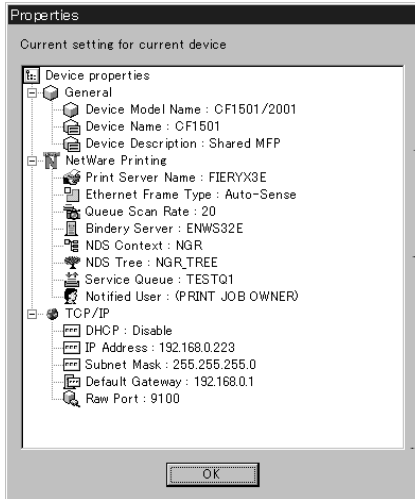 Properties
Current setting for current device
Device properties
General
Device Model Name : CF1501/2001
Device Name : CF1501
Device Description : Shared MFP
NetWare Printing
Print Server Name : FIERYX3E
Ethernet Frame Type : Auto-Sense
Queue Scan Rate : 20
Bindery Server : ENWS32E
NDS Context : NGR
NDS Tree : NGR_TREE
Service Queue : TESTQ1
Notified User : (PRINT JOB OWNER)
TCP/IP
DHCP : Disable
IP Address : 192.168.0.223
Subnet Mask : 255.255.255.0
Default Gateway : 192.168.0.1
Raw Port : 9100
OK